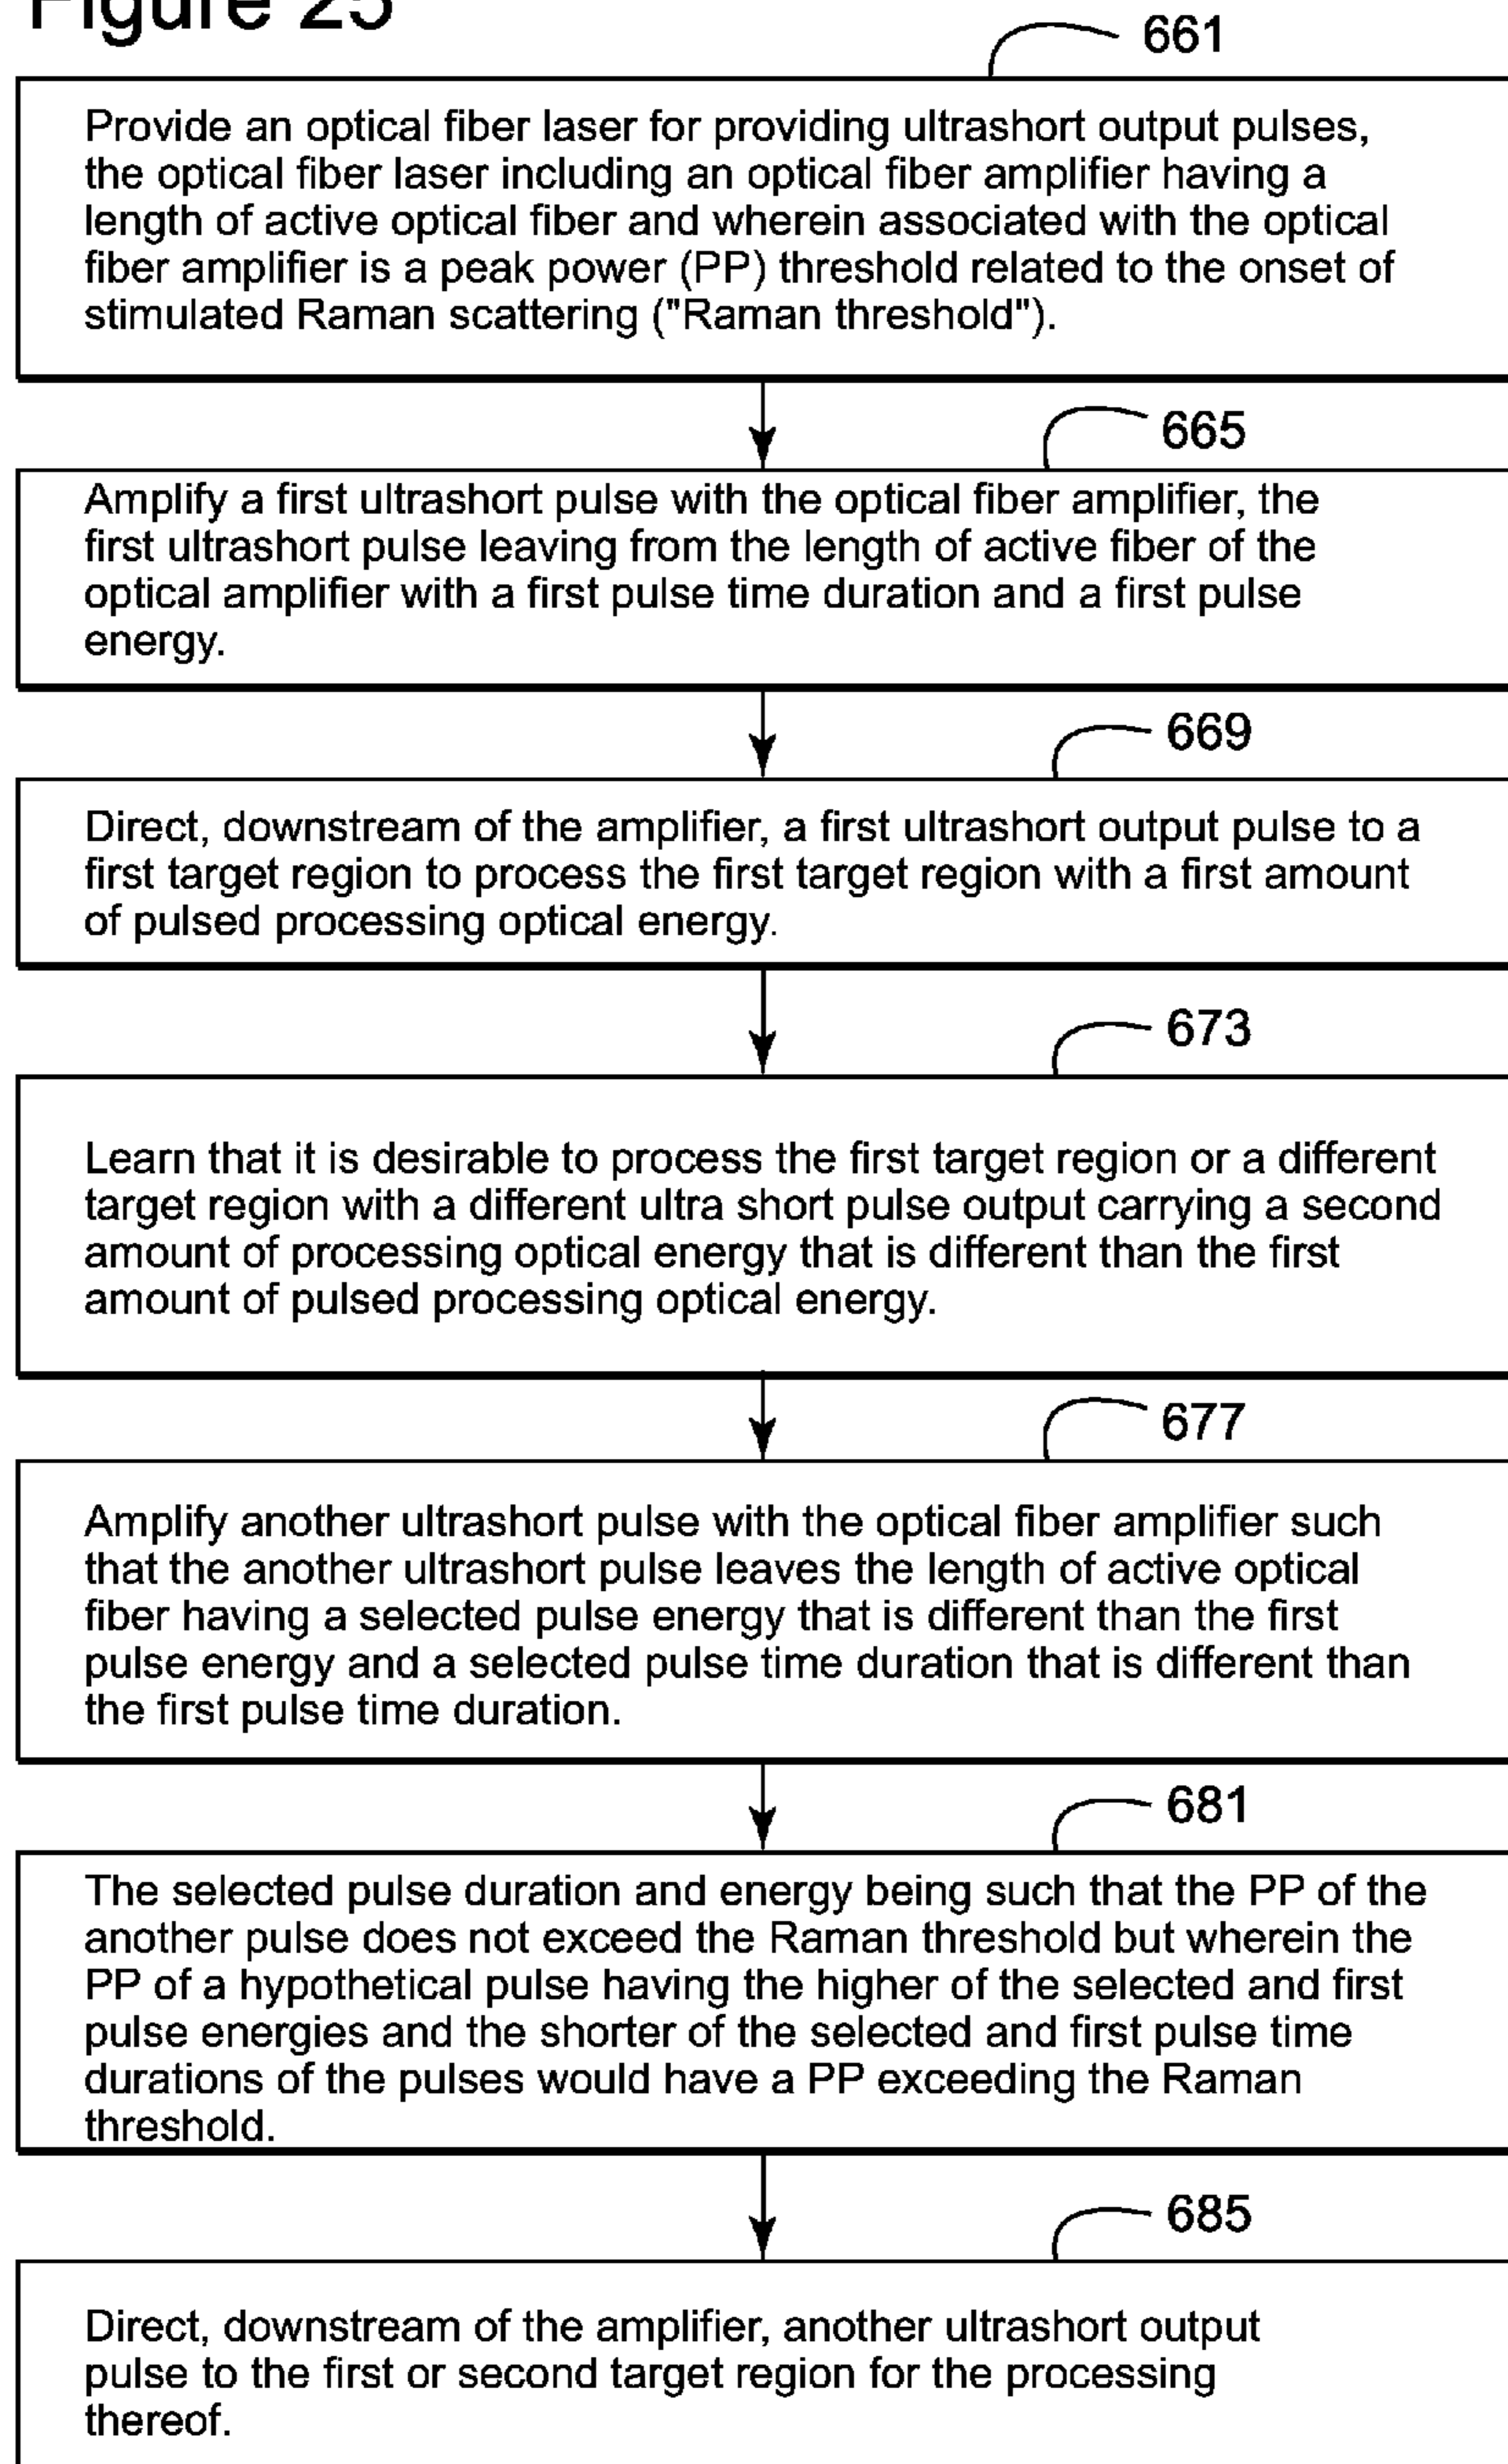 Figure 25
661
Provide an optical fiber laser for providing ultrashort output pulses,
the optical fiber laser including an optical fiber amplifier having a
length of active optical fiber and wherein associated with the optical
fiber amplifier is a peak power (PP) threshold related to the onset of
stimulated Raman scattering ("Raman threshold").
665
Amplify a first ultrashort pulse with the optical fiber amplifier, the
first ultrashort pulse leaving from the length of active fiber of the
optical amplifier with a first pulse time duration and a first pulse
energy.
669
Direct, downstream of the amplifier, a first ultrashort output pulse to a
first target region to process the first target region with a first amount
of pulsed processing optical energy.
673
Learn that it is desirable to process the first target region or a different
target region with a different ultra short pulse output carrying a second
amount of processing optical energy that is different than the first
amount of pulsed processing optical energy.
677
Amplify another ultrashort pulse with the optical fiber amplifier such
that the another ultrashort pulse leaves the length of active optical
fiber having a selected pulse energy that is different than the first
pulse energy and a selected pulse time duration that is different than
the first pulse time duration.
681
The selected pulse duration and energy being such that the PP of the
another pulse does not exceed the Raman threshold but wherein the
PP of a hypothetical pulse having the higher of the selected and first
pulse energies and the shorter of the selected and first pulse time
durations of the pulses would have a PP exceeding the Raman
threshold.
685
Direct, downstream of the amplifier, another ultrashort output
pulse to the first or second target region for the processing
thereof.